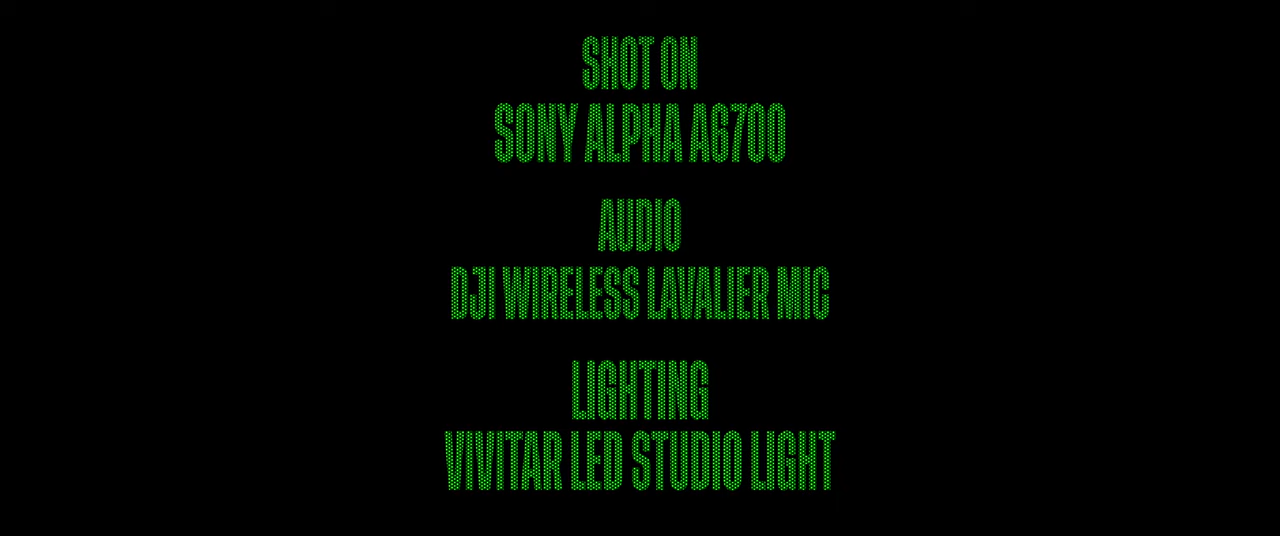 SHOT ON
SONY ALPHA A6700
AUDIO
DJI WIRELESS LAVALIER MIC
LIGHTING
VIVITAR LED STUDIO LIGHT